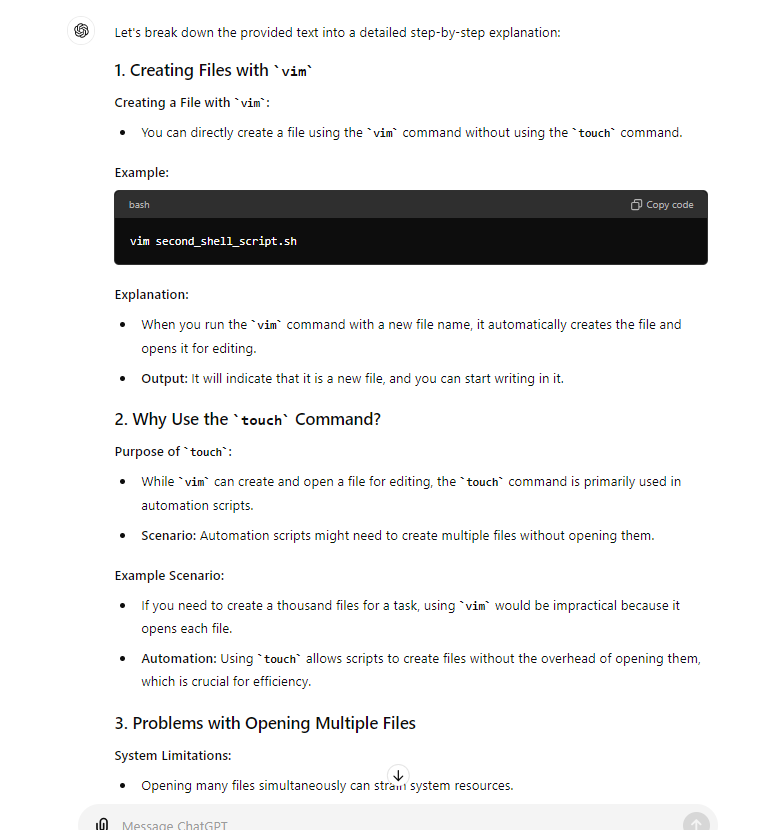 Let's break down the provided text into a detailed step-by-step explanation:
1. Creating Files with `vim`
Creating a File with `vim`:
• You can directly create a file using the `vim` command without using the `touch` command.
Example:
bash
Copy code
vim second_shell_script.sh
Explanation:
• When you run the `vim` command with a new file name, it automatically creates the file and
opens it for editing.
• Output: It will indicate that it is a new file, and you can start writing in it.
2. Why Use the `touch` Command?
Purpose of `touch`:
• While `vim` can create and open a file for editing, the `touch` command is primarily used in
automation scripts.
• Scenario: Automation scripts might need to create multiple files without opening them.
Example Scenario:
• If you need to create a thousand files for a task, using `vim` would be impractical because it
opens each file.
• Automation: Using `touch` allows scripts to create files without the overhead of opening them,
which is crucial for efficiency.
3. Problems with Opening Multiple Files
System Limitations:
• Opening many files simultaneously can strain system resources.
Message ChatGPT